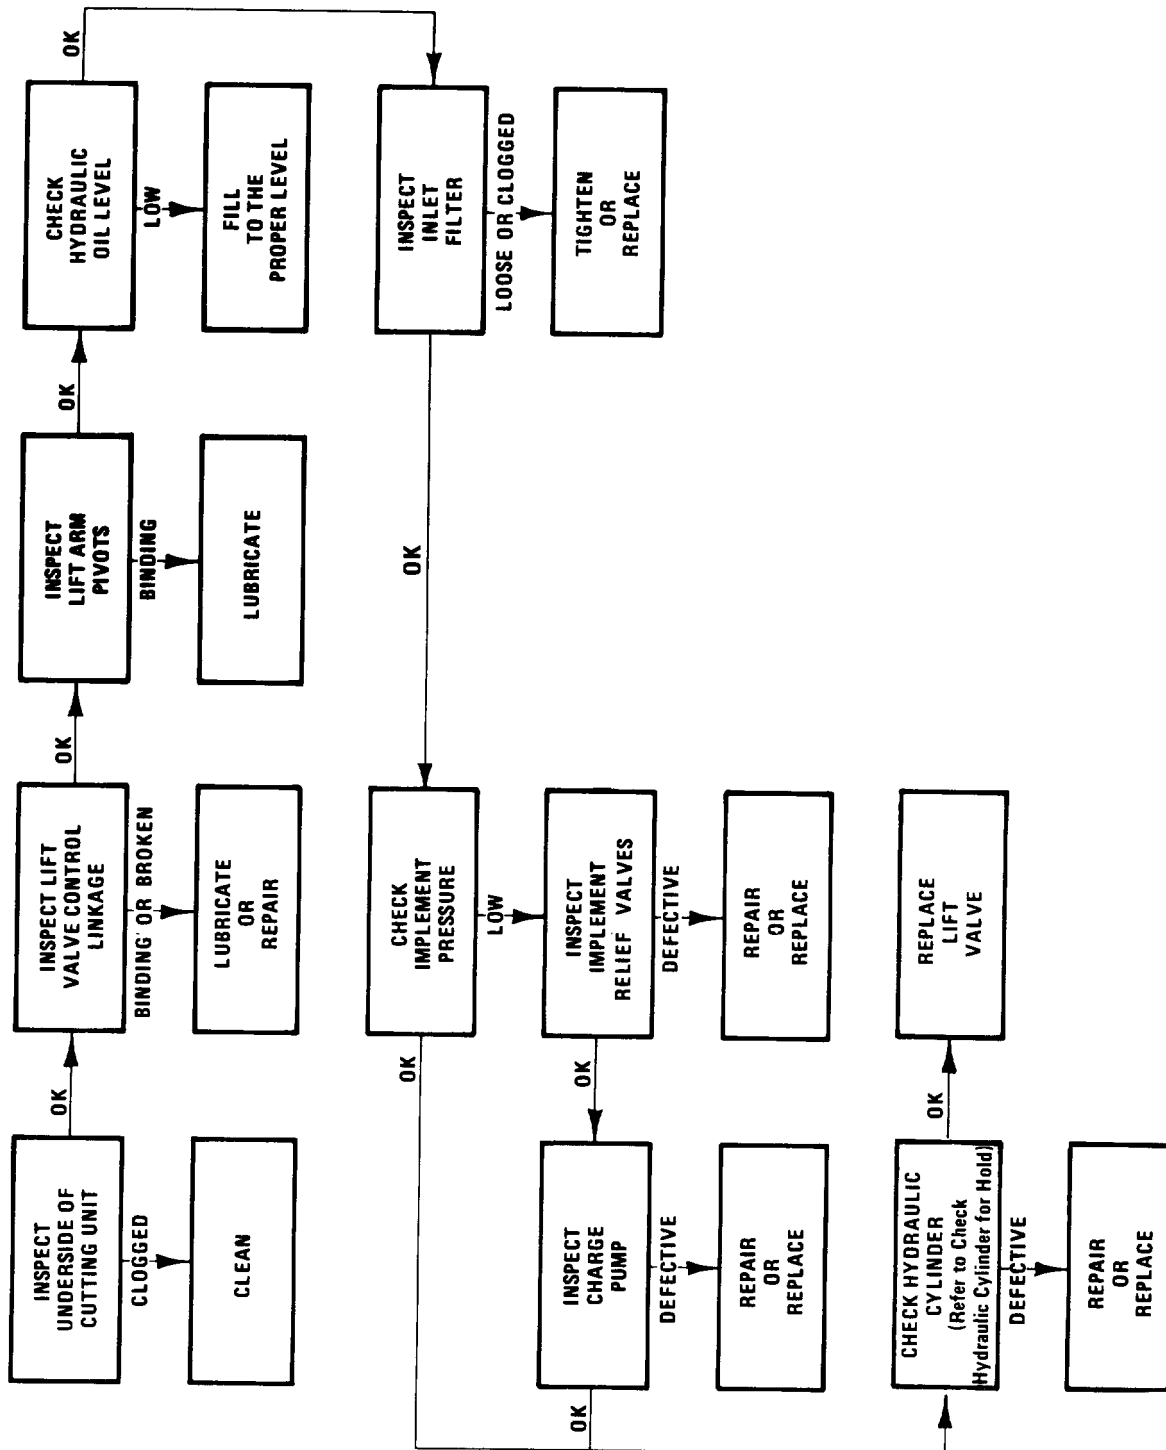 INSPECT
UNDERSIDE OF
CUTTING UNIT
CLOGGED
CLEAN
OK
INSPECT LIFT
VALVE CONTROL
LINKAGE
BINDING OR BROKEN
LUBRICATE
OR
REPAIR
OK
INSPECT
LIFT ARM
PIVOTS
BINDING
LUBRICATE
OK
CHECK
HYDRAULIC
OIL LEVEL
LOW
FILL
TO THE
PROPER LEVEL
OK
INSPECT
INLET
FILTER
LOOSE OR CLOGGED
TIGHTEN
OR
REPLACE
OK
CHECK
IMPLEMENT
PRESSURE
LOW
OK
INSPECT
IMPLEMENT
RELIEF VALVES
DEFECTIVE
REPAIR
OR
REPLACE
OK
INSPECT
CHARGE
PUMP
DEFECTIVE
REPAIR
OR
REPLACE
OK
CHECK HYDRAULIC
CYLINDER
(Refer to Check
Hydraulic Cylinder for Hold)
DEFECTIVE
REPAIR
OR
REPLACE
OK
REPLACE
LIFT
VALVE